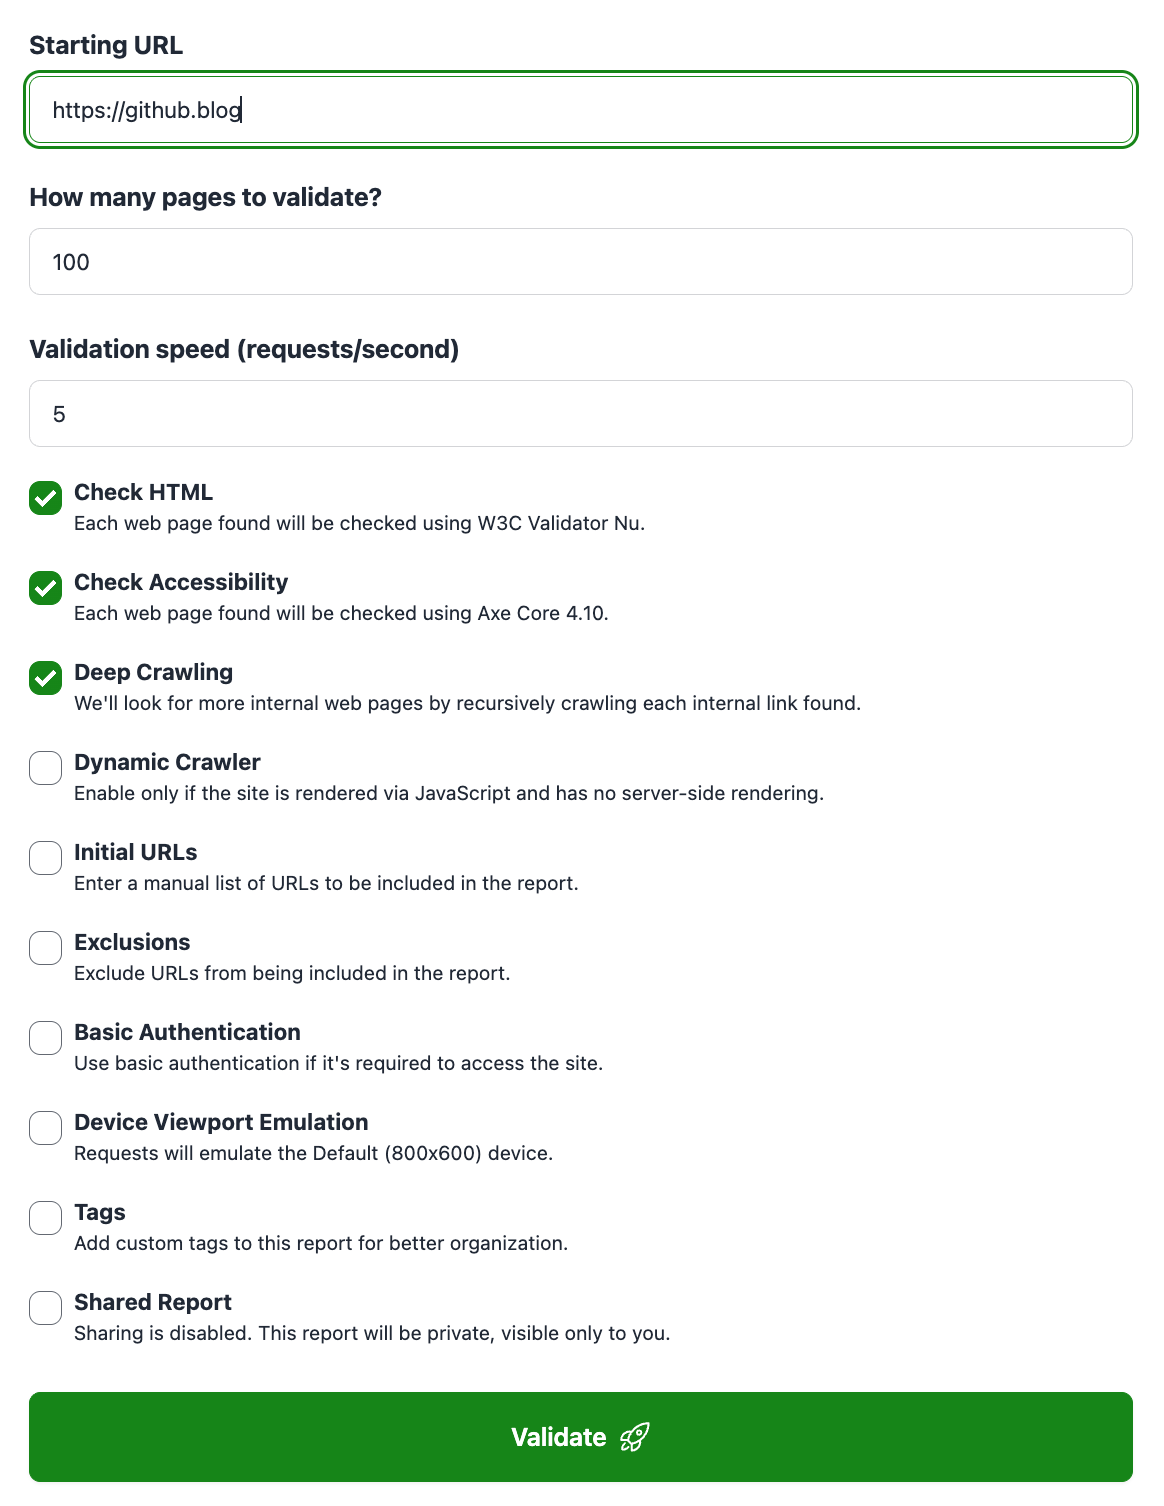 Starting URL
https://github.blog
How many pages to validate?
100
Validation speed (requests/second)
5
Check HTML
Each web page found will be checked using W3C Validator Nu.
Check Accessibility
Each web page found will be checked using Axe Core 4.10.
Deep Crawling
We'll look for more internal web pages by recursively crawling each internal link found.
Dynamic Crawler
Enable only if the site is rendered via JavaScript and has no server-side rendering.
Initial URLs
Enter a manual list of URLs to be included in the report.
Exclusions
Exclude URLs from being included in the report.
Basic Authentication
Use basic authentication if it's required to access the site.
Device Viewport Emulation
Requests will emulate the Default (800x600) device.
Tags
Add custom tags to this report for better organization.
Shared Report
Sharing is disabled. This report will be private, visible only to you.
Validate